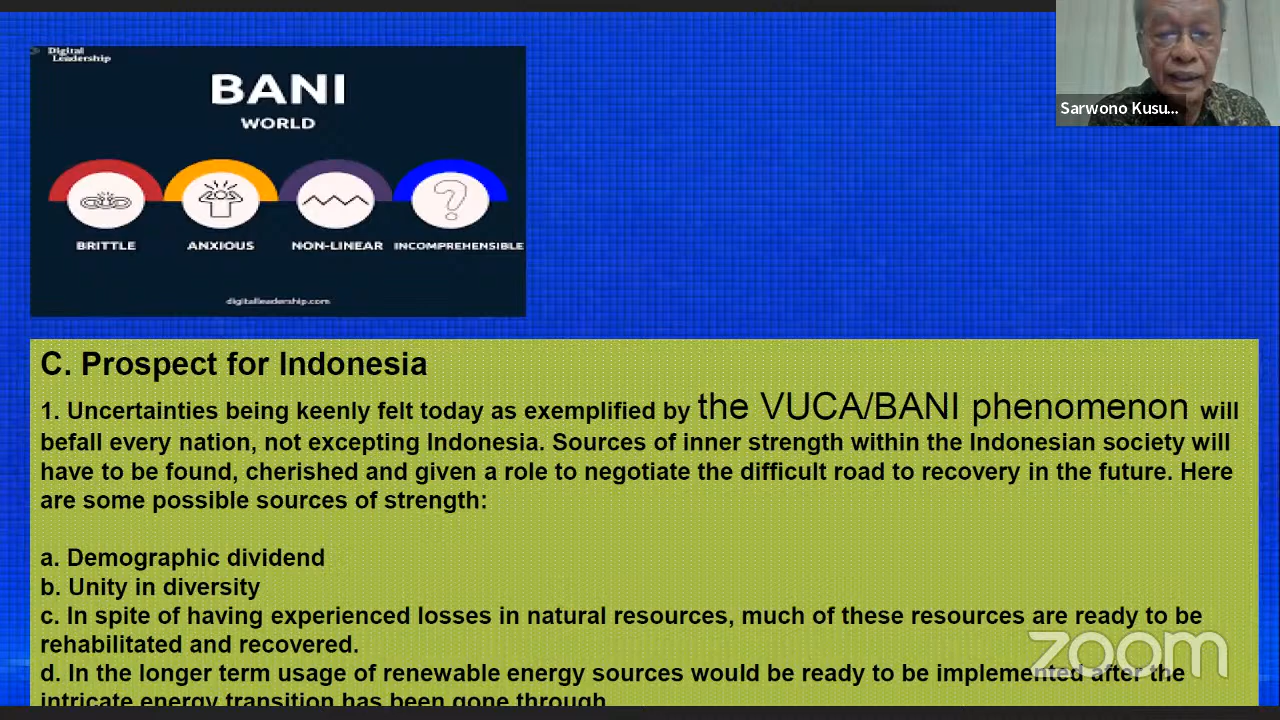 Digital
Leadership
BANI
WORLD
BRITTLE
ANXIOUS
NON-LINEAR
INCOMPREHENSIBLE
digitalleadership.com
Sarwono Kusu...
C. Prospect for Indonesia
1. Uncertainties being keenly felt today as exemplified by the VUCA/BANI phenomenon will
befall every nation, not excepting Indonesia. Sources of inner strength within the Indonesian society will
have to be found, cherished and given a role to negotiate the difficult road to recovery in the future. Here
are some possible sources of strength:
a. Demographic dividend
b. Unity in diversity
c. In spite of having experienced losses in natural resources, much of these resources are ready to be
rehabilitated and recovered.
d. In the longer term usage of renewable energy sources would be ready to be implemented after the
intricate energy transition has been gone through
zoom